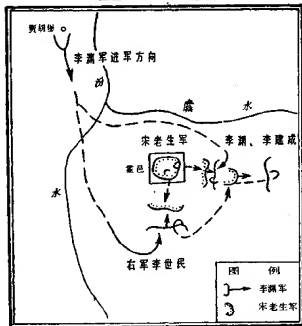 贾胡堡
李渊军进军方向
汾
水
霍
水
宋老生军
霍邑
李渊、李建成
右军李世民
图 例
李渊军
宋老生军